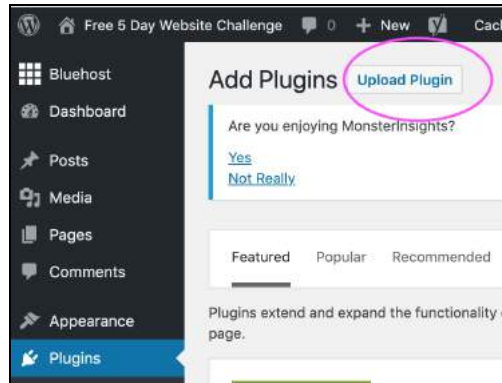 Free 5 Day Website Challenge 0 + New Cach
Bluehost
Dashboard
Posts
Media
Pages
Comments
Appearance
Plugins
Add Plugins Upload Plugin
Are you enjoying MonsterInsights?
Yes
Not Really
Featured Popular Recommended
Plugins extend and expand the functionality
page.